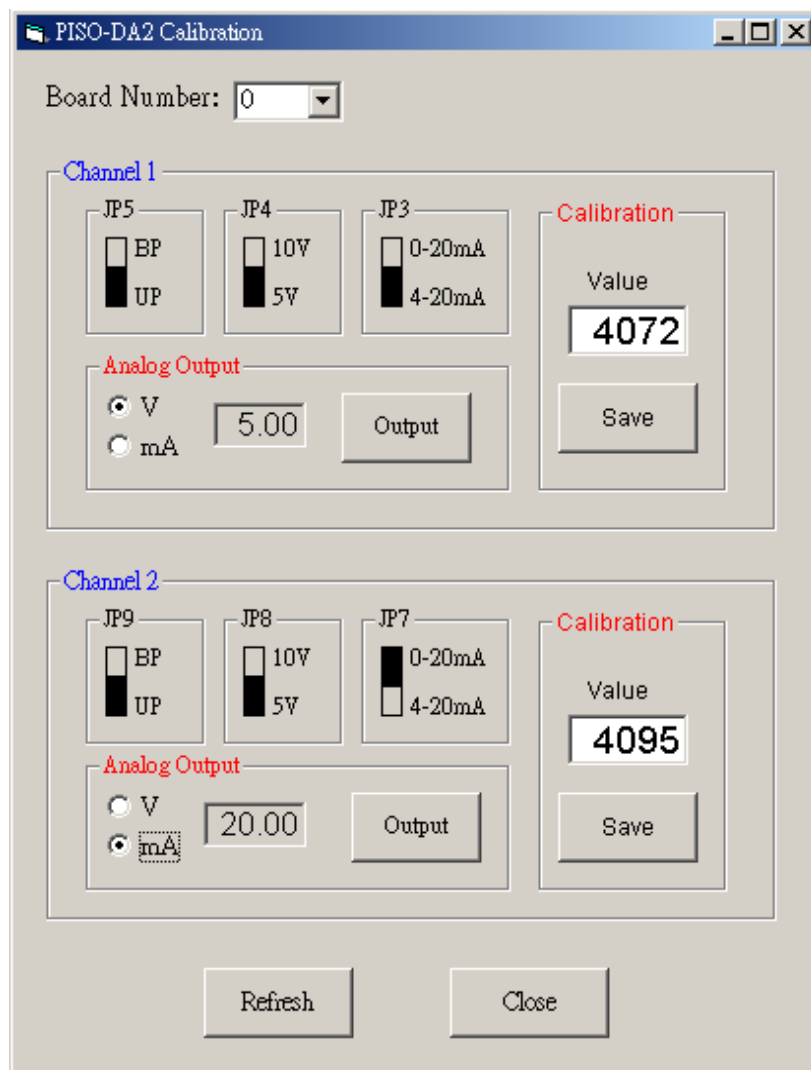 PISO-DA2 Calibration
Board Number: 0
Channel 1
JP5
BP
UP
JP4
10V
5V
JP3
0-20mA
4-20mA
Calibration
Value
4072
Save
Analog Output
V
mA
5.00
Output
Channel 2
JP9
BP
UP
JP8
10V
5V
JP7
0-20mA
4-20mA
Calibration
Value
4095
Save
Analog Output
V
mA
20.00
Output
Refresh
Close